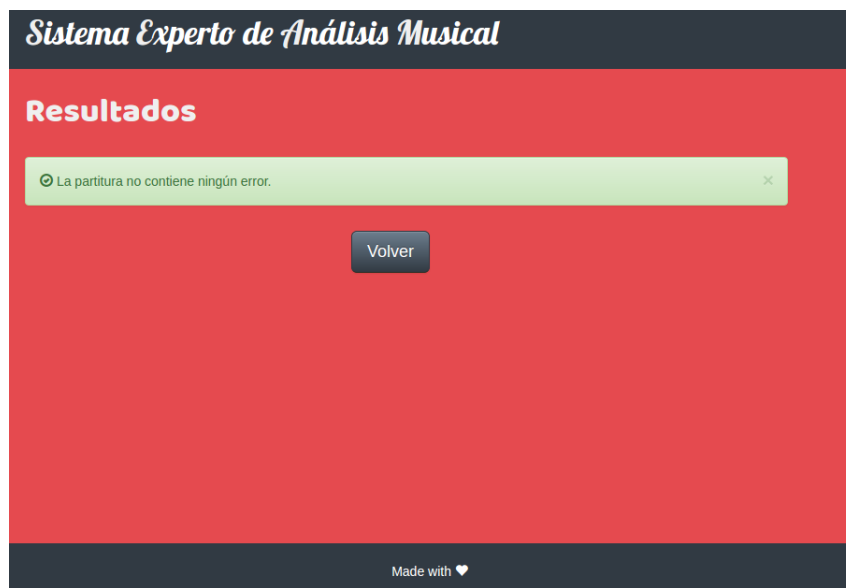 Sistema Experto de Análisis Musical
Resultados
La partitura no contiene ningún error. ×
Volver
Made with ♥